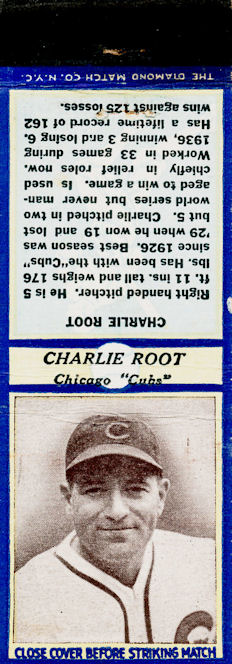 THE DIAMOND MATCH CO. N.Y.C.
CHARLIE ROOT
Right handed pitcher. He is 5
ft. 11 ins. tall and weighs 176
lbs. Has been with the "Cubs"
since 1926. Best season was
'29 when he won 19 and lost
but 5. Charlie pitched in two
world series but never man-
aged to win a game. Is used
chiefly in relief roles now.
Worked in 33 games during
1936, winning 3 and losing 6.
Has a lifetime record of 162
wins against 125 losses.
CHARLIE ROOT
Chicago "Cubs"
C
C
CLOSE COVER BEFORE STRIKING MATCH